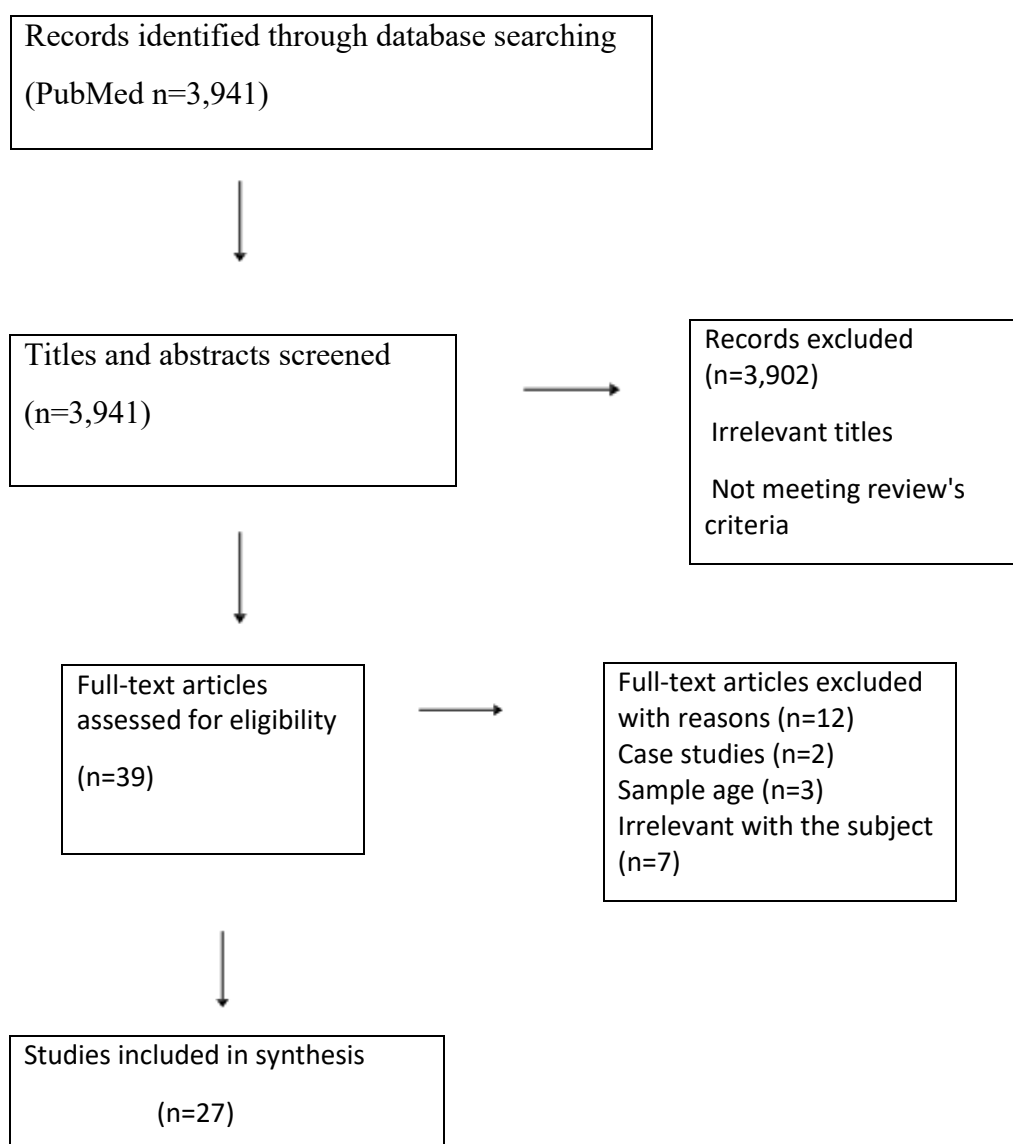 Records identified through database searching
(PubMed n=3,941)
Titles and abstracts screened
(n=3,941)
Records excluded
(n=3,902)
Irrelevant titles
Not meeting review's
criteria
Full-text articles
assessed for eligibility
(n=39)
Full-text articles excluded
with reasons (n=12)
Case studies (n=2)
Sample age (n=3)
Irrelevant with the subject
(n=7)
Studies included in synthesis
(n=27)